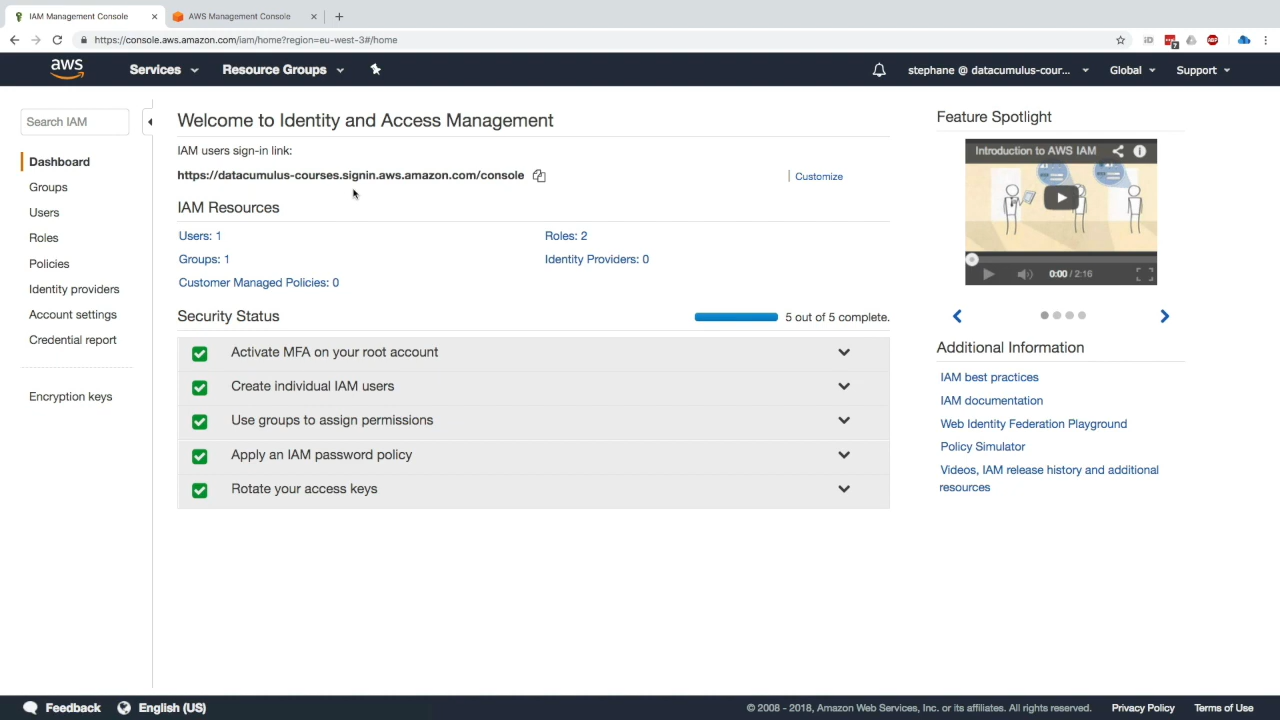 IAM Management Console
AWS Management Console
https://console.aws.amazon.com/iam/home?region=eu-west-3#/home
aws
Services
Resource Groups
stephane @ datacumulus-cour...
Global
Support
Search IAM
Dashboard
Groups
Users
Roles
Policies
Identity providers
Account settings
Credential report
Encryption keys
Welcome to Identity and Access Management
IAM users sign-in link:
https://datacumulus-courses.signin.aws.amazon.com/console
Customize
IAM Resources
Users: 1
Roles: 2
Groups: 1
Identity Providers: 0
Customer Managed Policies: 0
Security Status
5 out of 5 complete.
Activate MFA on your root account
Create individual IAM users
Use groups to assign permissions
Apply an IAM password policy
Rotate your access keys
Feature Spotlight
Introduction to AWS IAM
0:00 / 2:16
Additional Information
IAM best practices
IAM documentation
Web Identity Federation Playground
Policy Simulator
Videos, IAM release history and additional
resources
Feedback
English (US)
© 2008 - 2018, Amazon Web Services, Inc. or its affiliates. All rights reserved.
Privacy Policy
Terms of Use